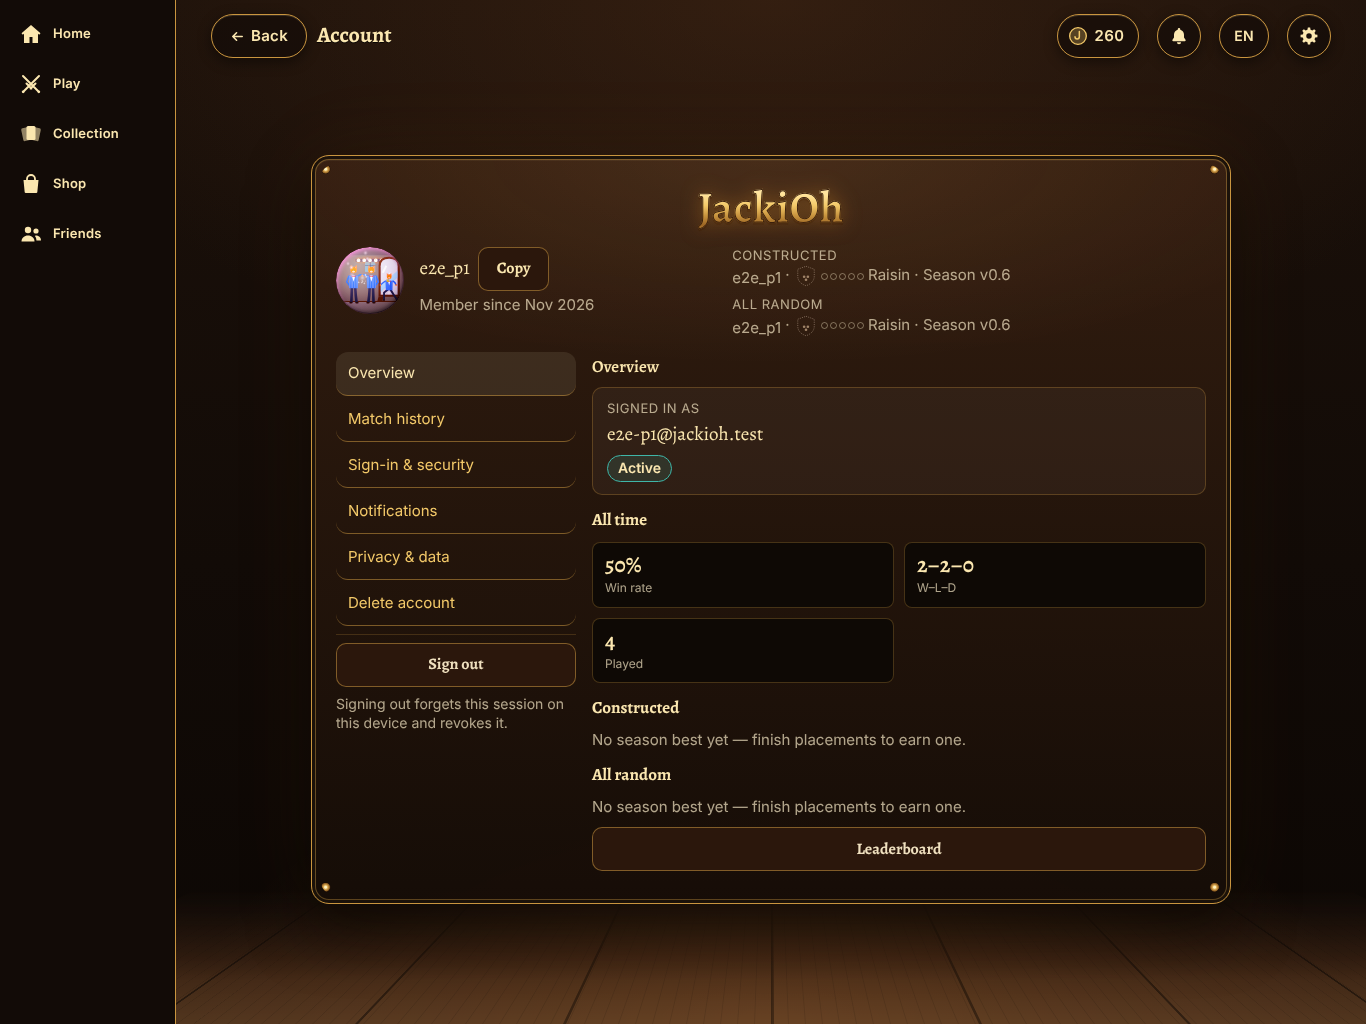 Home
Play
Collection
Shop
Friends
← Back
Account
J 260
EN
JackiOh
e2e_p1
Copy
Member since Nov 2026
CONSTRUCTED
e2e_p1 · Raisin · Season v0.6
ALL RANDOM
e2e_p1 · Raisin · Season v0.6
Overview
Match history
Sign-in & security
Notifications
Privacy & data
Delete account
Sign out
Signing out forgets this session on
this device and revokes it.
Overview
SIGNED IN AS
e2e-p1@jackioh.test
Active
All time
50%
Win rate
2–2–0
W–L–D
4
Played
Constructed
No season best yet — finish placements to earn one.
All random
No season best yet — finish placements to earn one.
Leaderboard